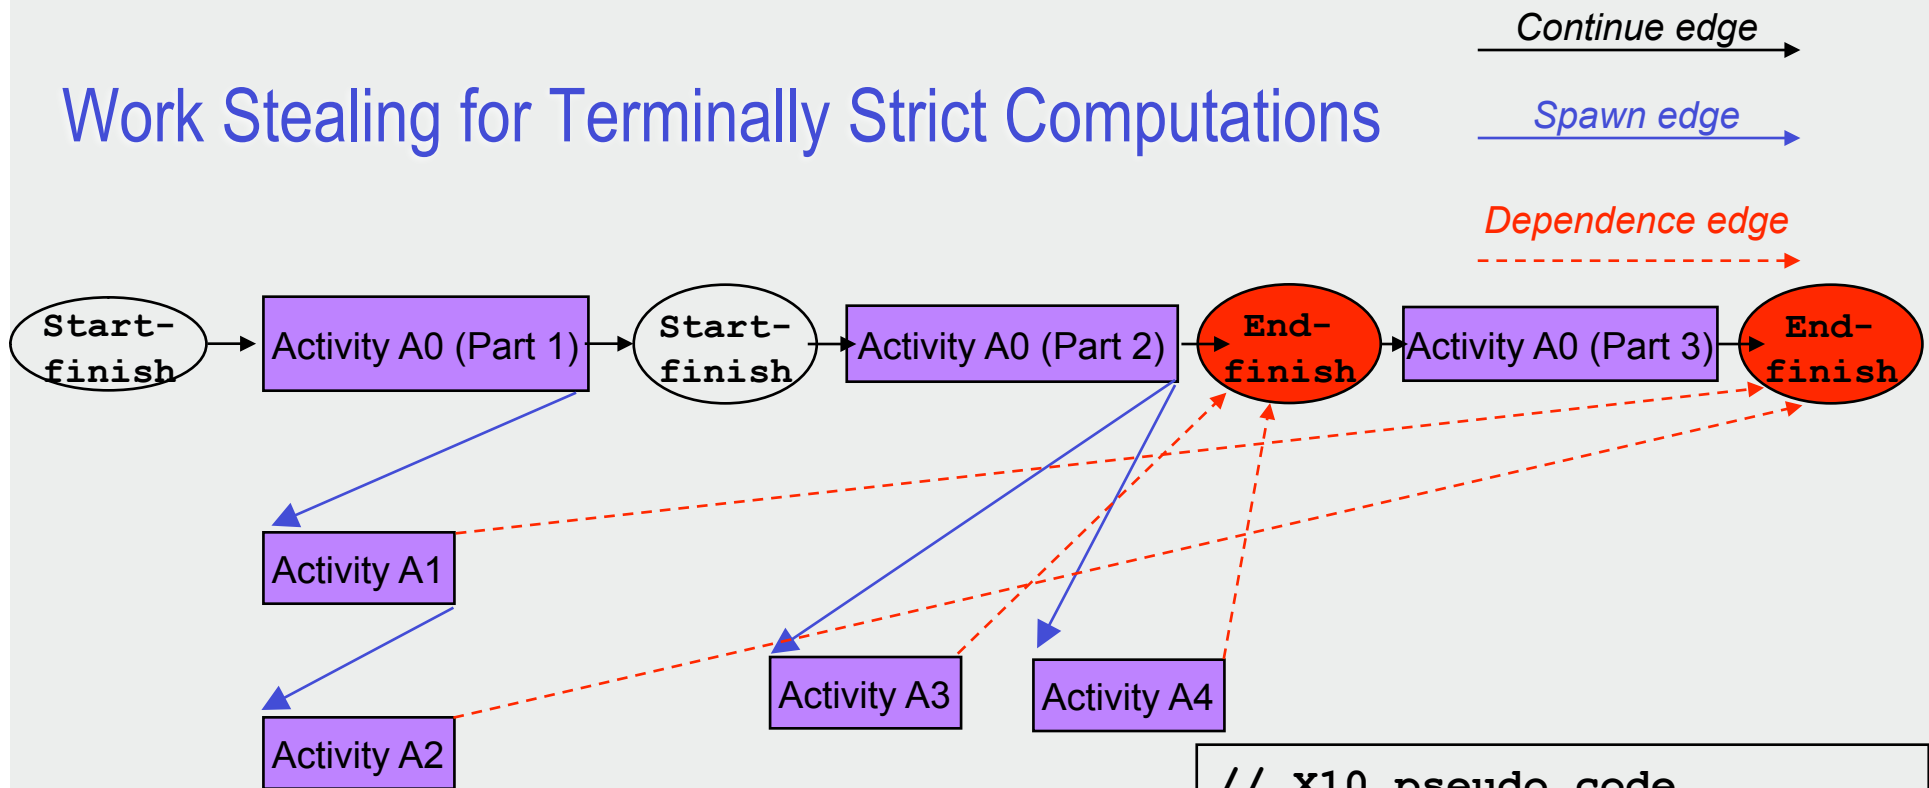 Continue edge
Work Stealing for Terminally Strict Computations
Spawn edge
Dependence edge
Start-
finish
Activity A0 (Part 1)
Start-
finish
Activity A0 (Part 2)
End-
finish
Activity A0 (Part 3)
End-
finish
Activity A1
Activity A3
Activity A4
Activity A2
// X10 pseudo code